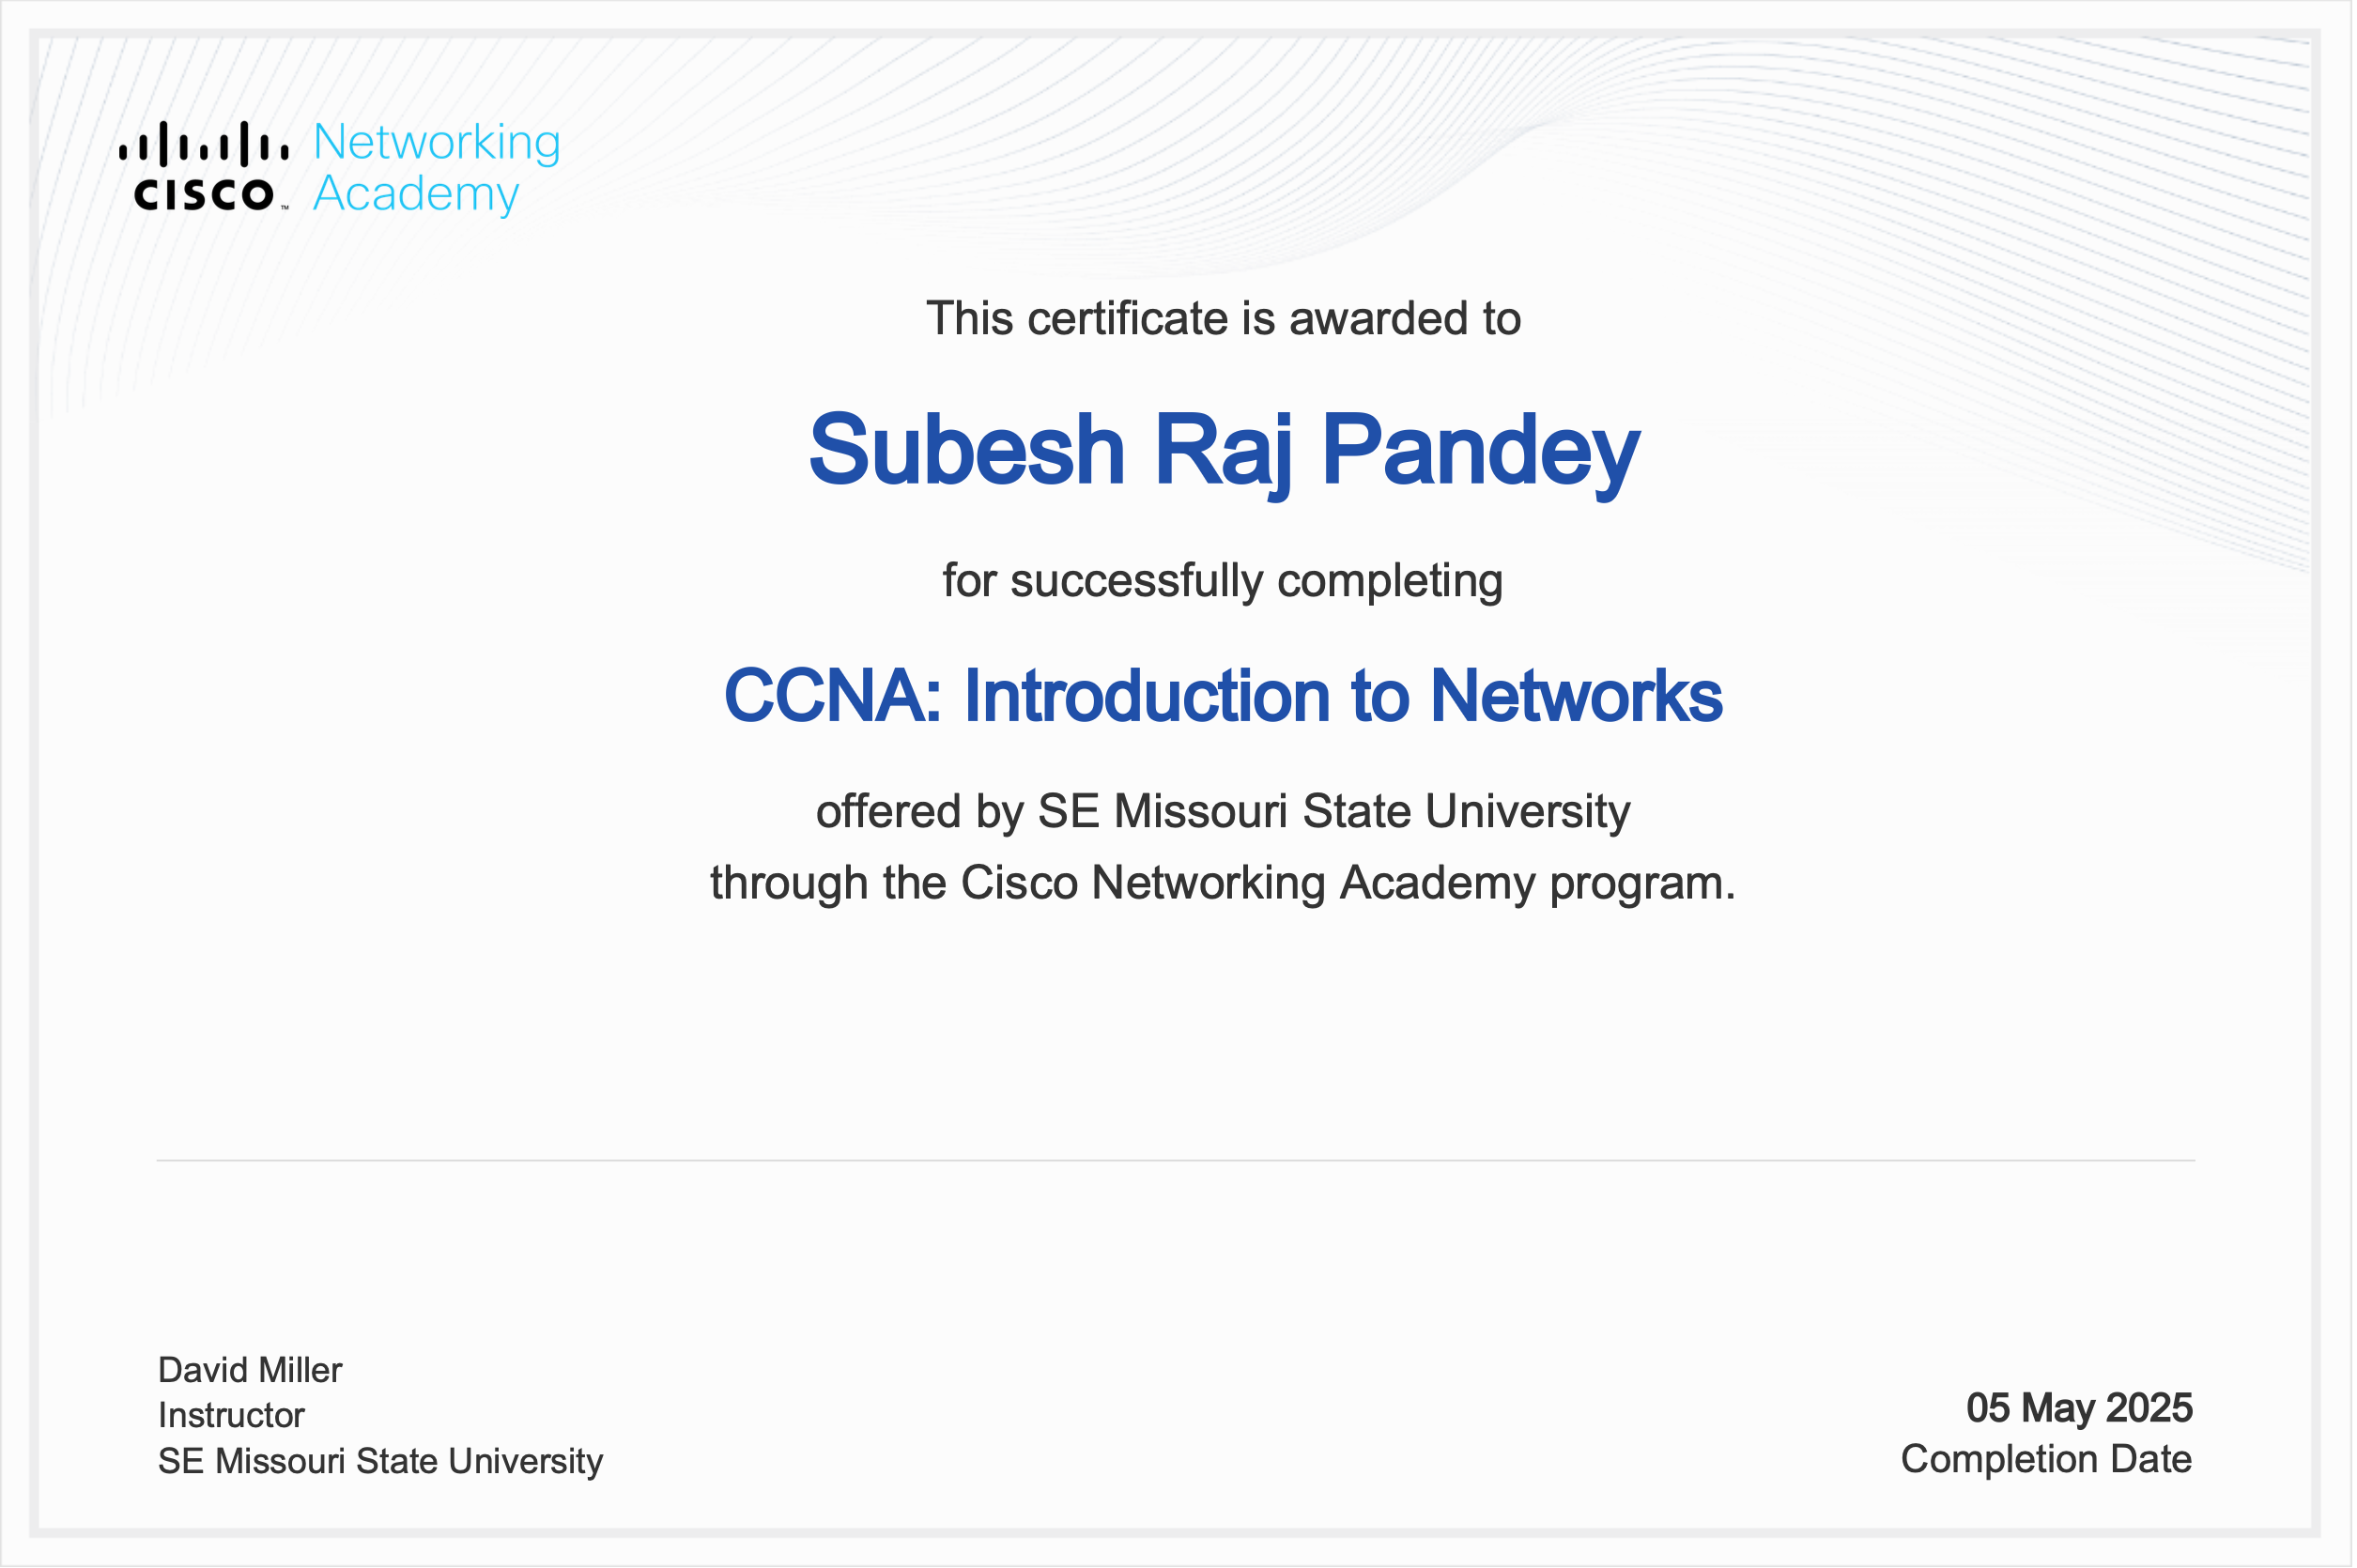 Networking
Academy
CISCO™
This certificate is awarded to
Subesh Raj Pandey
for successfully completing
CCNA: Introduction to Networks
offered by SE Missouri State University
through the Cisco Networking Academy program.
David Miller
Instructor
SE Missouri State University
05 May 2025
Completion Date